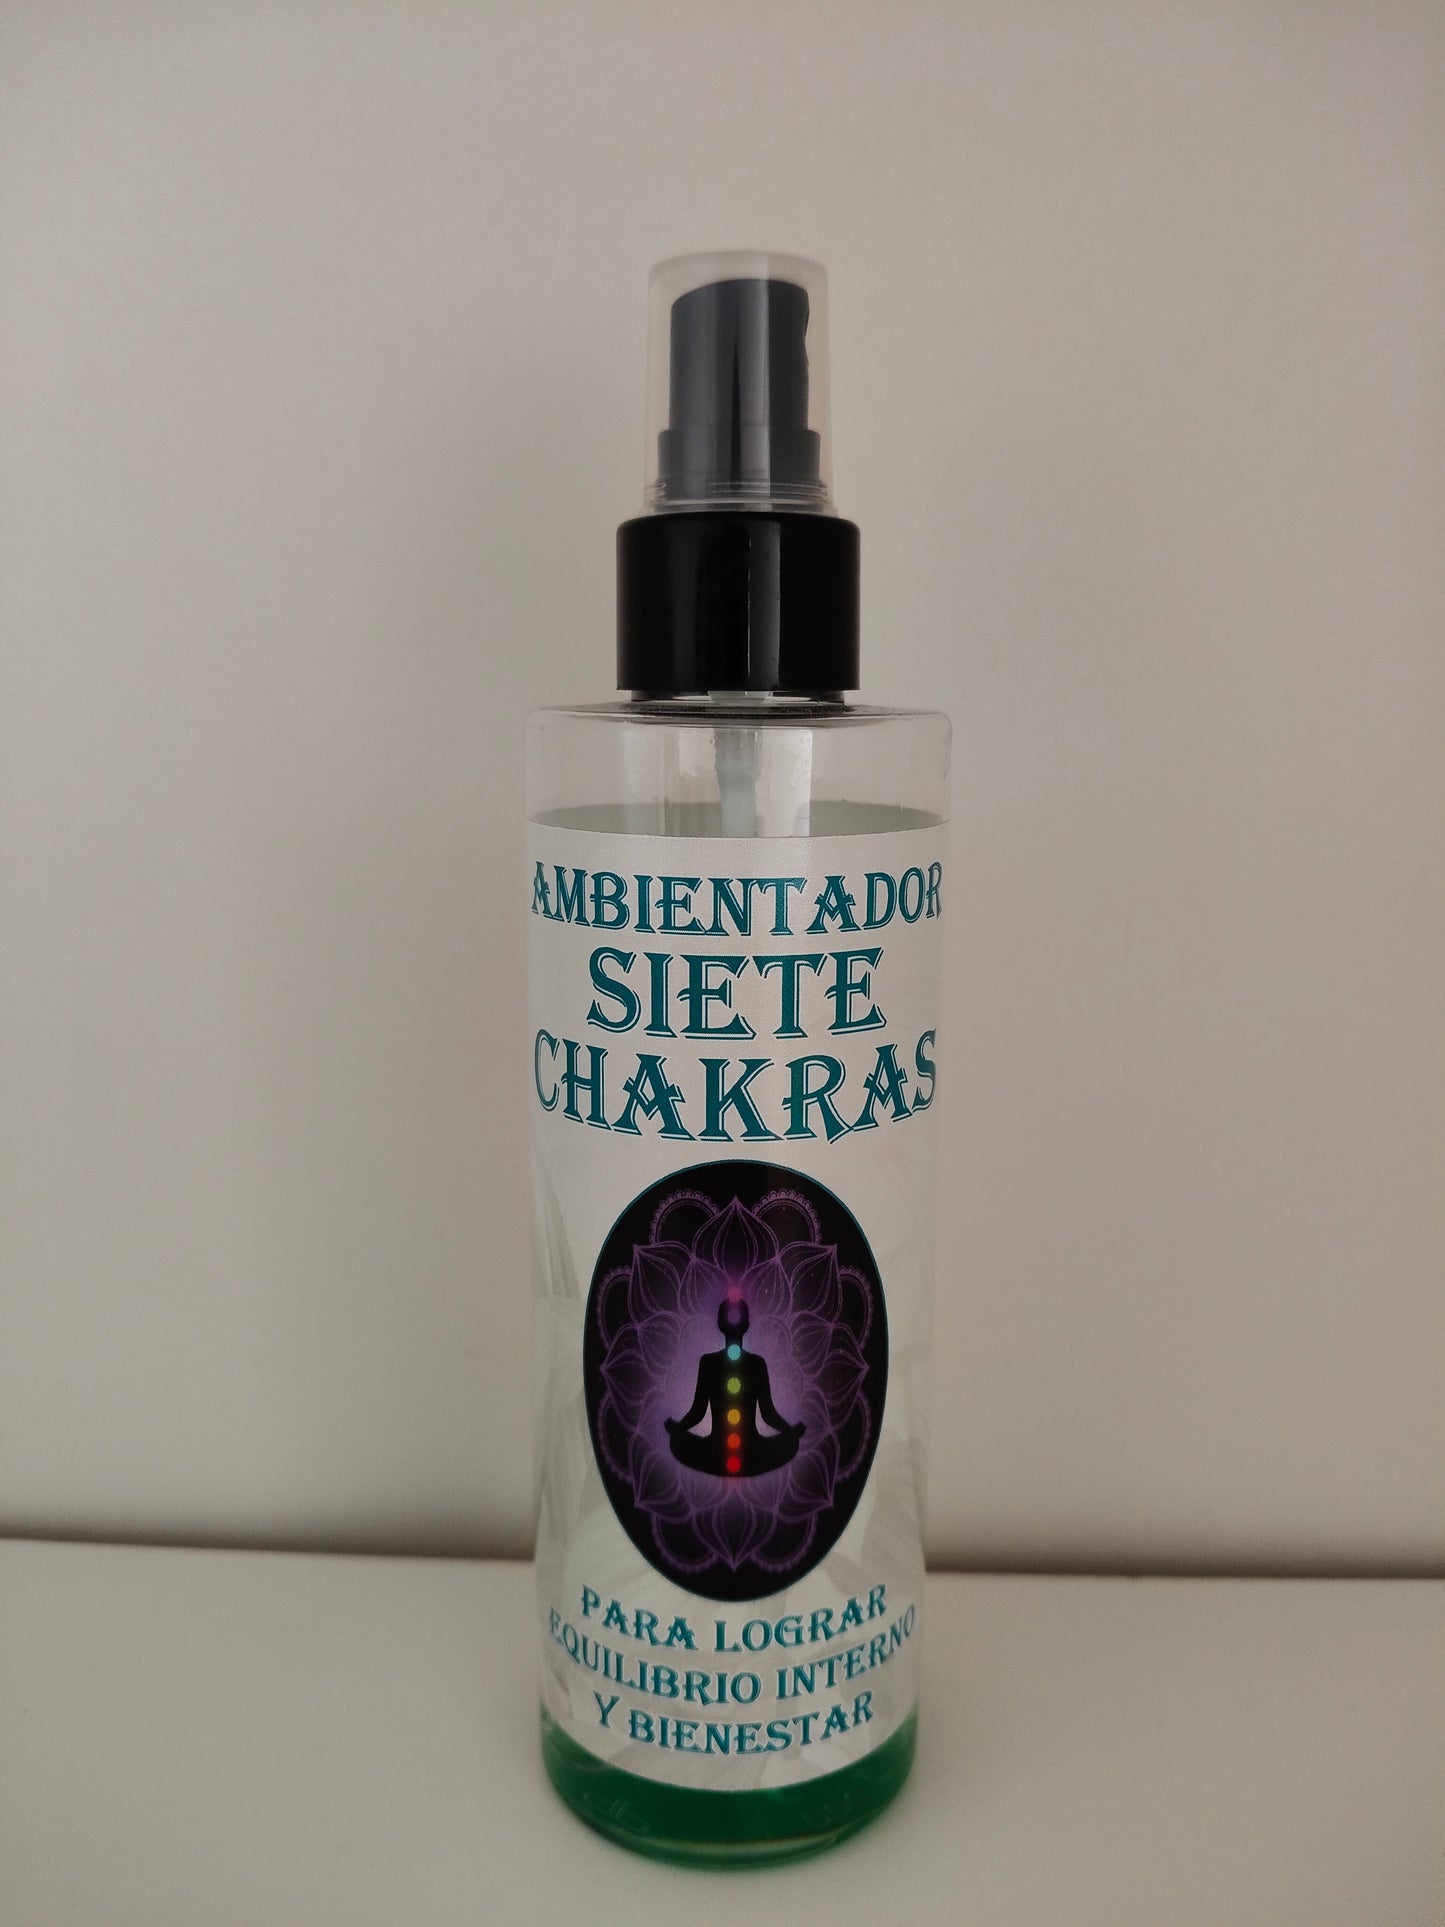 AMBIENTADOR
SIETE
CHAKRAS
PARA LOGRAR
EQUILIBRIO INTERNO
Y BIENESTAR